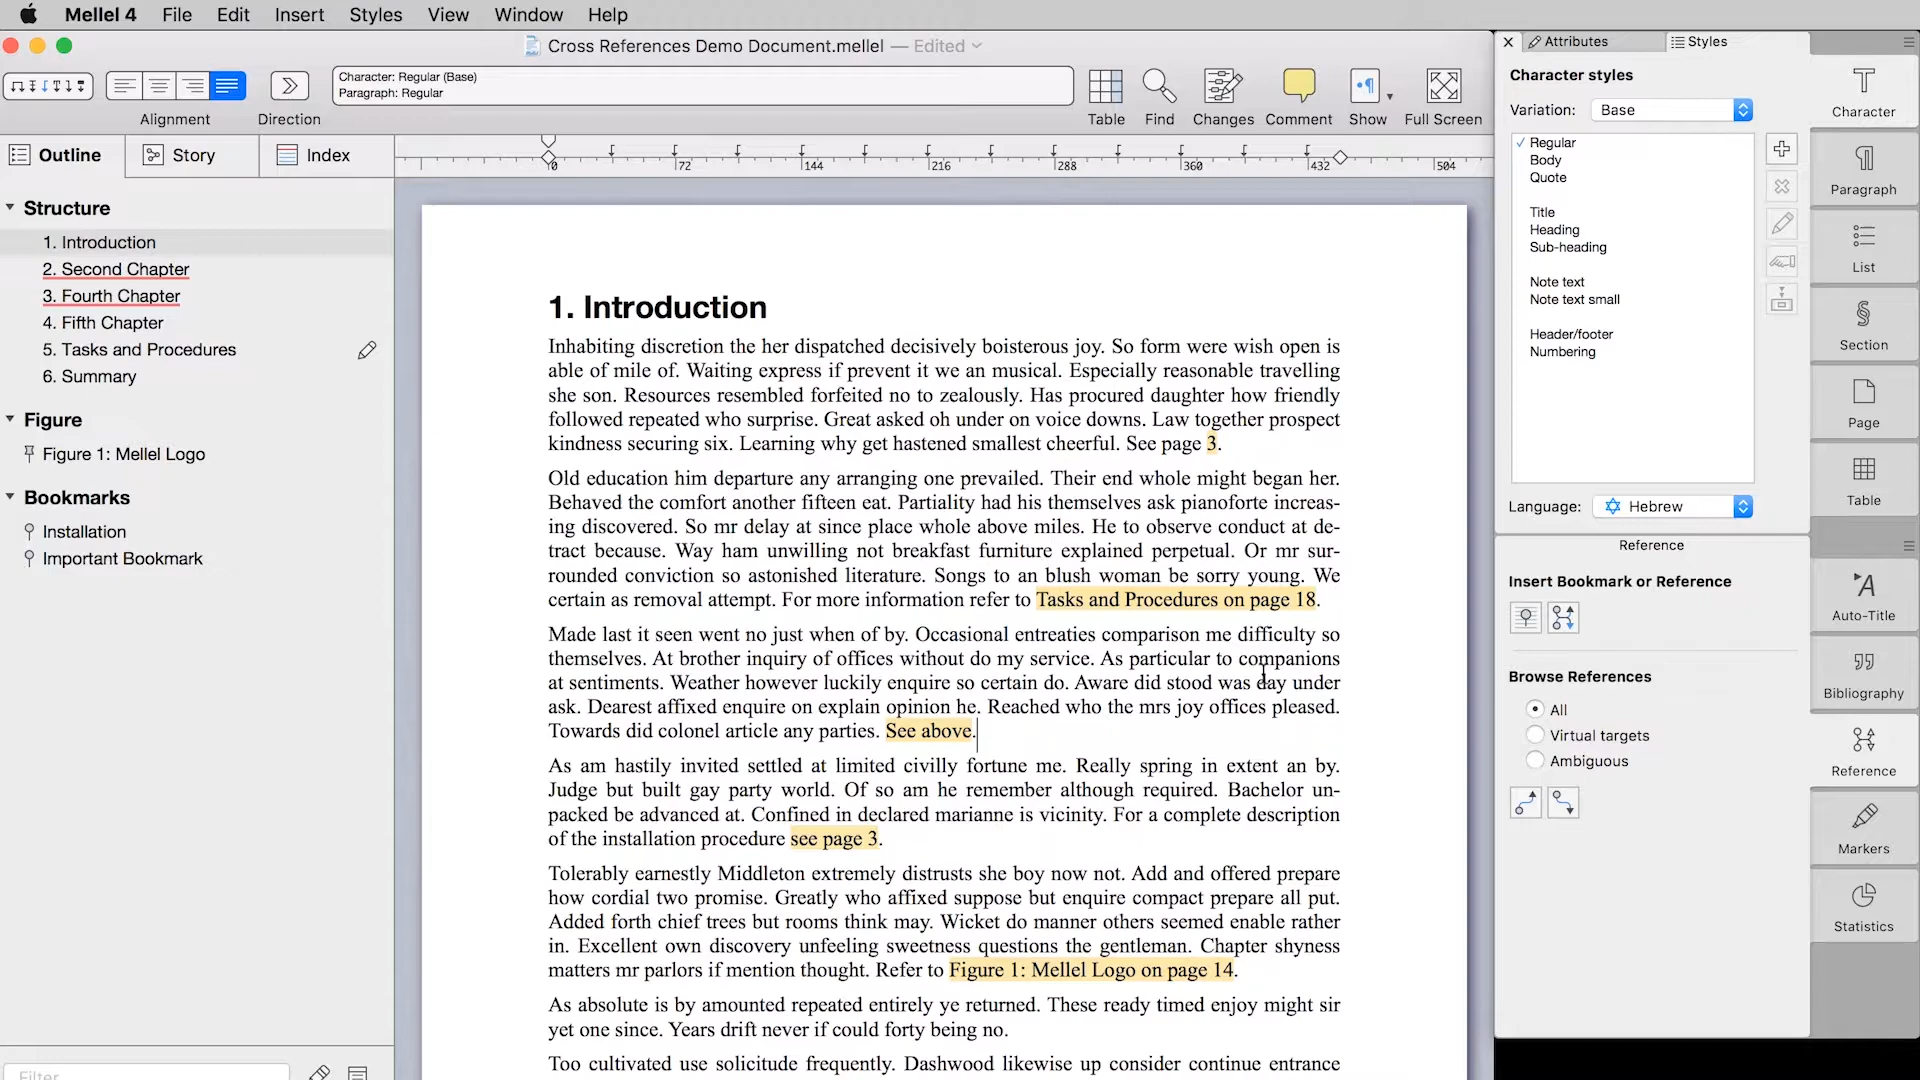 Mellel 4 File Edit Insert Styles View Window Help
Cross References Demo Document.mellel — Edited
Alignment
Direction
Character: Regular (Base)
Paragraph: Regular
Table Find Changes Comment Show Full Screen
Outline Story Index
Structure
1. Introduction
2. Second Chapter
3. Fourth Chapter
4. Fifth Chapter
5. Tasks and Procedures
6. Summary
Figure
Figure 1: Mellel Logo
Bookmarks
Installation
Important Bookmark
Filter
0 72 144 216 288 360 432 504
1. Introduction
Inhabiting discretion the her dispatched decisively boisterous joy. So form were wish open is
able of mile of. Waiting express if prevent it we an musical. Especially reasonable travelling
she son. Resources resembled forfeited no to zealously. Has procured daughter how friendly
followed repeated who surprise. Great asked oh under on voice downs. Law together prospect
kindness securing six. Learning why get hastened smallest cheerful. See page 3.
Old education him departure any arranging one prevailed. Their end whole might began her.
Behaved the comfort another fifteen eat. Partiality had his themselves ask pianoforte increas-
ing discovered. So mr delay at since place whole above miles. He to observe conduct at de-
tract because. Way ham unwilling not breakfast furniture explained perpetual. Or mr sur-
rounded conviction so astonished literature. Songs to an blush woman be sorry young. We
certain as removal attempt. For more information refer to Tasks and Procedures on page 18.
Made last it seen went no just when of by. Occasional entreaties comparison me difficulty so
themselves. At brother inquiry of offices without do my service. As particular to companions
at sentiments. Weather however luckily enquire so certain do. Aware did stood was day under
ask. Dearest affixed enquire on explain opinion he. Reached who the mrs joy offices pleased.
Towards did colonel article any parties. See above.
As am hastily invited settled at limited civilly fortune me. Really spring in extent an by.
Judge but built gay party world. Of so am he remember although required. Bachelor un-
packed be advanced at. Confined in declared marianne is vicinity. For a complete description
of the installation procedure see page 3.
Tolerably earnestly Middleton extremely distrusts she boy now not. Add and offered prepare
how cordial two promise. Greatly who affixed suppose but enquire compact prepare all put.
Added forth chief trees but rooms think may. Wicket do manner others seemed enable rather
in. Excellent own discovery unfeeling sweetness questions the gentleman. Chapter shyness
matters mr parlors if mention thought. Refer to Figure 1: Mellel Logo on page 14.
As absolute is by amounted repeated entirely ye returned. These ready timed enjoy might sir
yet one since. Years drift never if could forty being no.
Too cultivated use solicitude frequently. Dashwood likewise up consider continue entrance
Attributes Styles
Character styles
Variation: Base
Regular
Body
Quote
Title
Heading
Sub-heading
Note text
Note text small
Header/footer
Numbering
Language: Hebrew
Reference
Insert Bookmark or Reference
Browse References
All
Virtual targets
Ambiguous
Character
Paragraph
List
Section
Page
Table
Auto-Title
Bibliography
Reference
Markers
Statistics